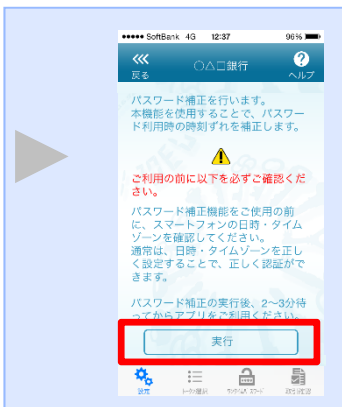 ●●●●● SoftBank 4G 12:37 96%
戻る
○△□銀行
?
ヘルプ
パスワード補正を行います。
本機能を使用することで、パスワー
ド利用時の時刻ずれを補正します。
ご利用の前に以下を必ずご確認くだ
さい。
パスワード補正機能をご使用の前
に、スマートフォンの日時・タイム
ゾーンを確認してください。
通常は、日時・タイムゾーンを正し
く設定することで、正しく認証がで
きます。
パスワード補正の実行後、2～3分待
ってからアプリをご利用ください。
実行
設定